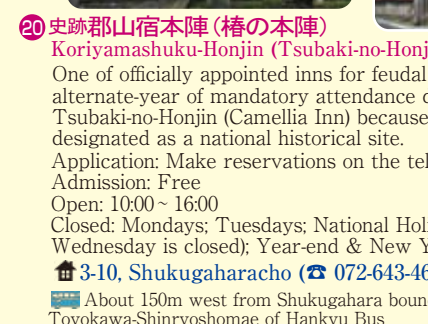 ⑳史跡郡山宿本陣（椿の本陣）
Koriyamashuku-Honjin (Tsubaki-no-Honj
One of officially appointed inns for feudal
alternate-year of mandatory attendance
Tsubaki-no-Honjin (Camellia Inn) because
designated as a national historical site.
Application: Make reservations on the tel
Admission: Free
Open: 10:00~16:00
Closed: Mondays; Tuesdays; National Holi
Wednesday is closed); Year-end & New Y
3-10, Shukugaharacho (☎ 072-643-46
About 150m west from Shukugahara boun
Toyokawa-Shinryoshomae of Hankyu Bus